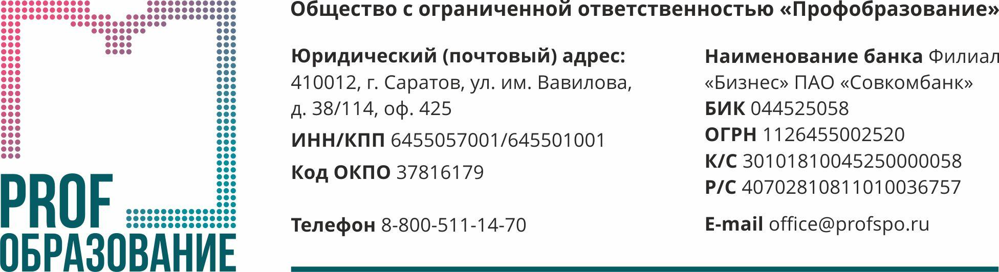 PROF
ОБРАЗОВАНИЕ
Общество с ограниченной ответственностью «Профобразование»
Юридический (почтовый) адрес:
410012, г. Саратов, ул. им. Вавилова,
д. 38/114, оф. 425
ИНН/КПП 6455057001/645501001
Код ОКПО 37816179
Телефон 8-800-511-14-70
Наименование банка Филиал
«Бизнес» ПАО «Совкомбанк»
БИК 044525058
ОГРН 1126455002520
К/С 30101810045250000058
Р/С 40702810811010036757
E-mail office@profspo.ru